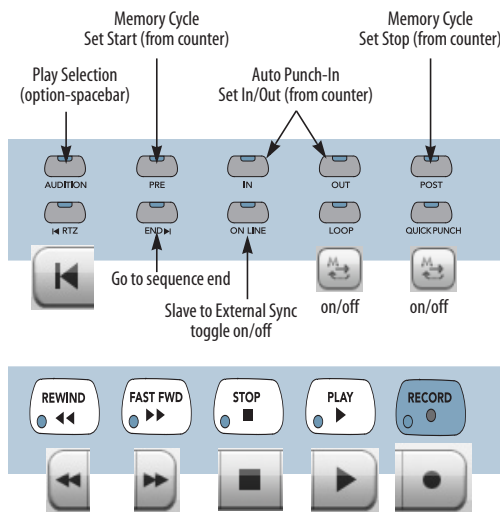 Memory Cycle
Set Start (from counter)
Memory Cycle
Set Stop (from counter)
Play Selection
(option-spacebar)
Auto Punch-In
Set In/Out (from counter)
AUDITION
PRE
IN
OUT
POST
RTZ
END
ON LINE
LOOP
QUICKPUNCH
M
M
Go to sequence end
on/off
on/off
Slave to External Sync
toggle on/off
REWIND
FAST FWD
STOP
PLAY
RECORD